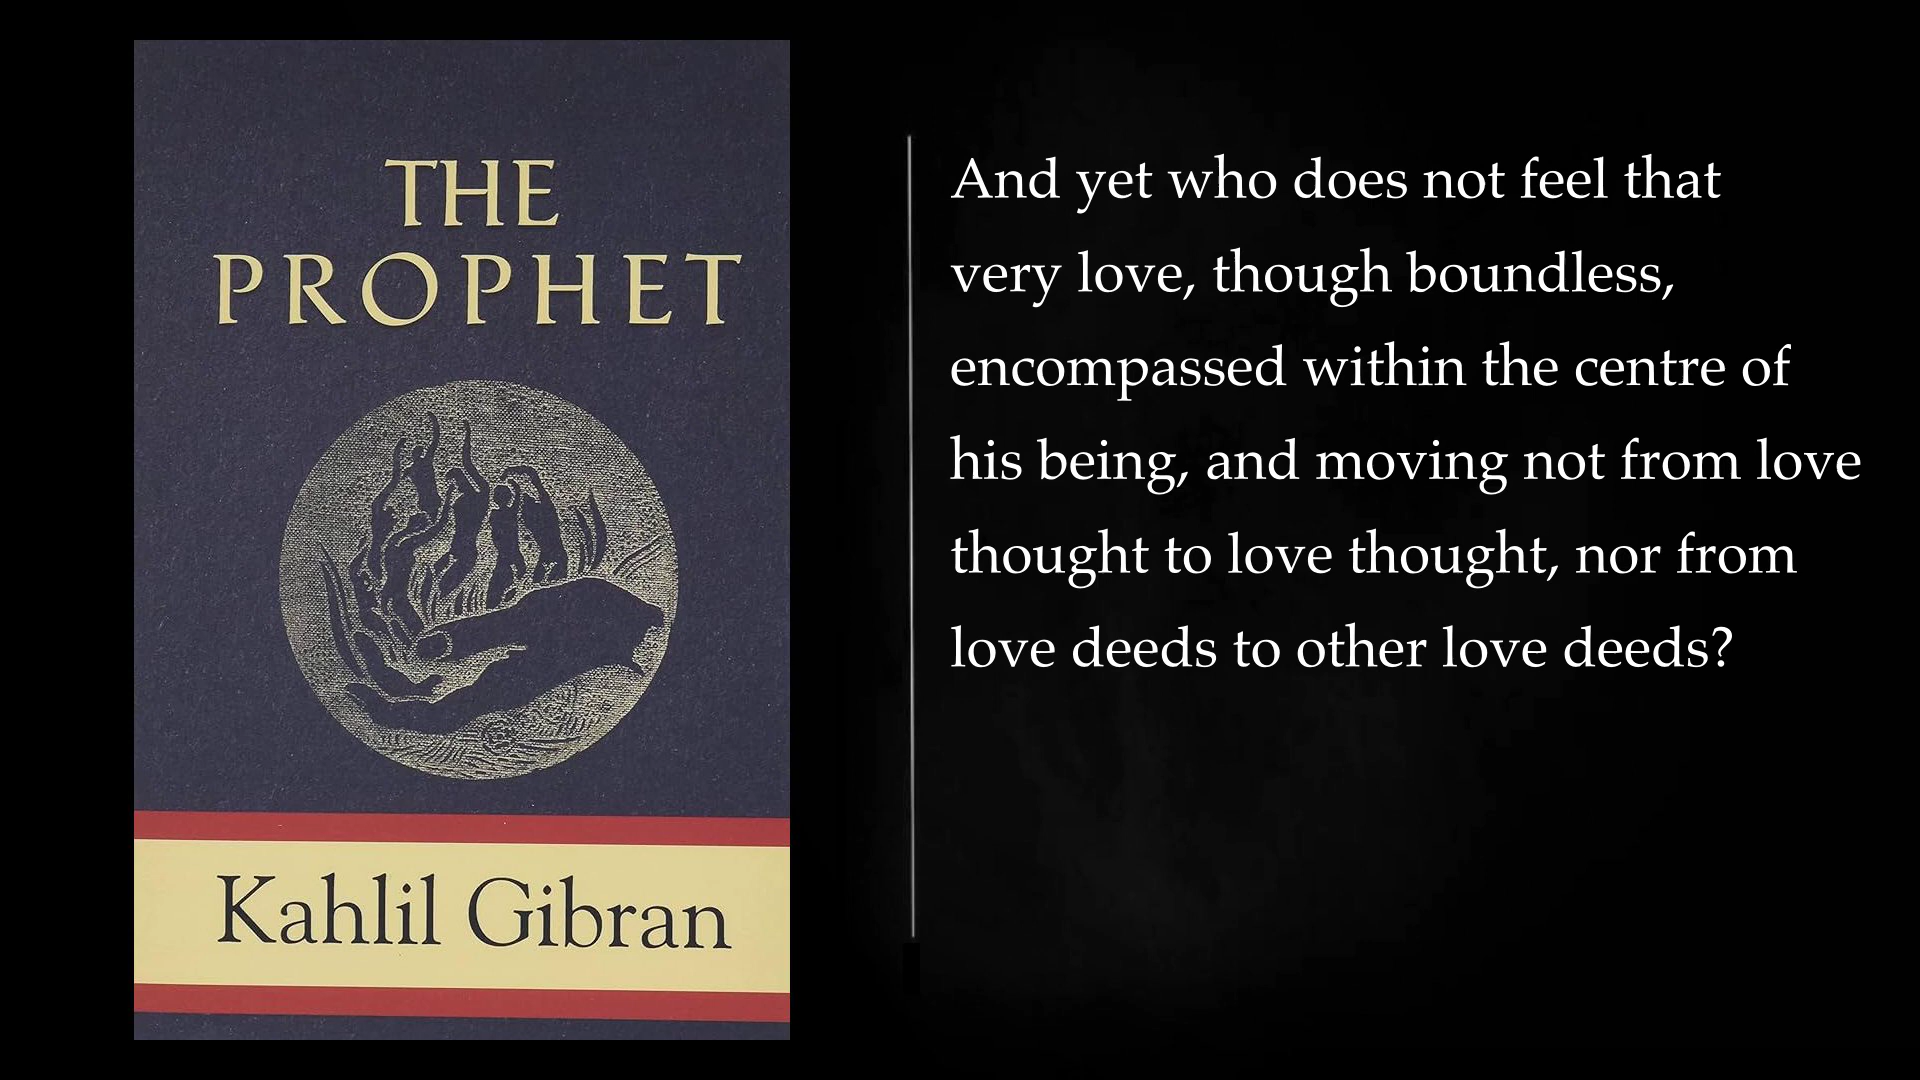 THE
PROPHET
Kahlil Gibran
And yet who does not feel that
very love, though boundless,
encompassed within the centre of
his being, and moving not from love
thought to love thought, nor from
love deeds to other love deeds?